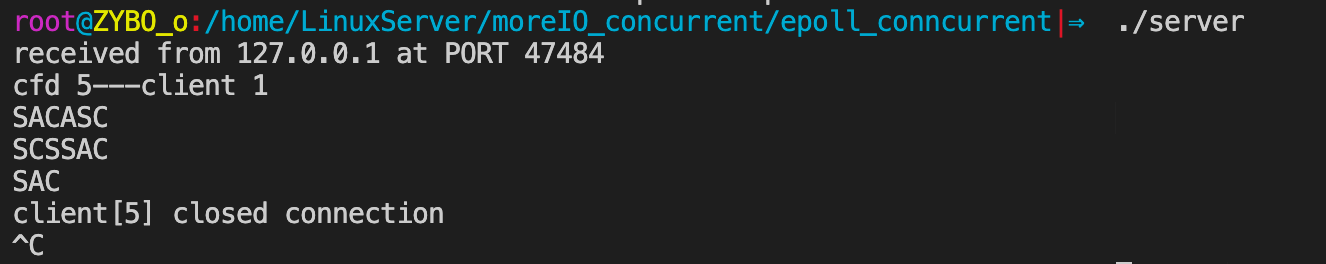 root@ZYBO_o:/home/LinuxServer/moreIO_concurrent/epoll_conncurrent|⇒  ./server
received from 127.0.0.1 at PORT 47484
cfd 5---client 1
SACASC
SCSSAC
SAC
client[5] closed connection
^C